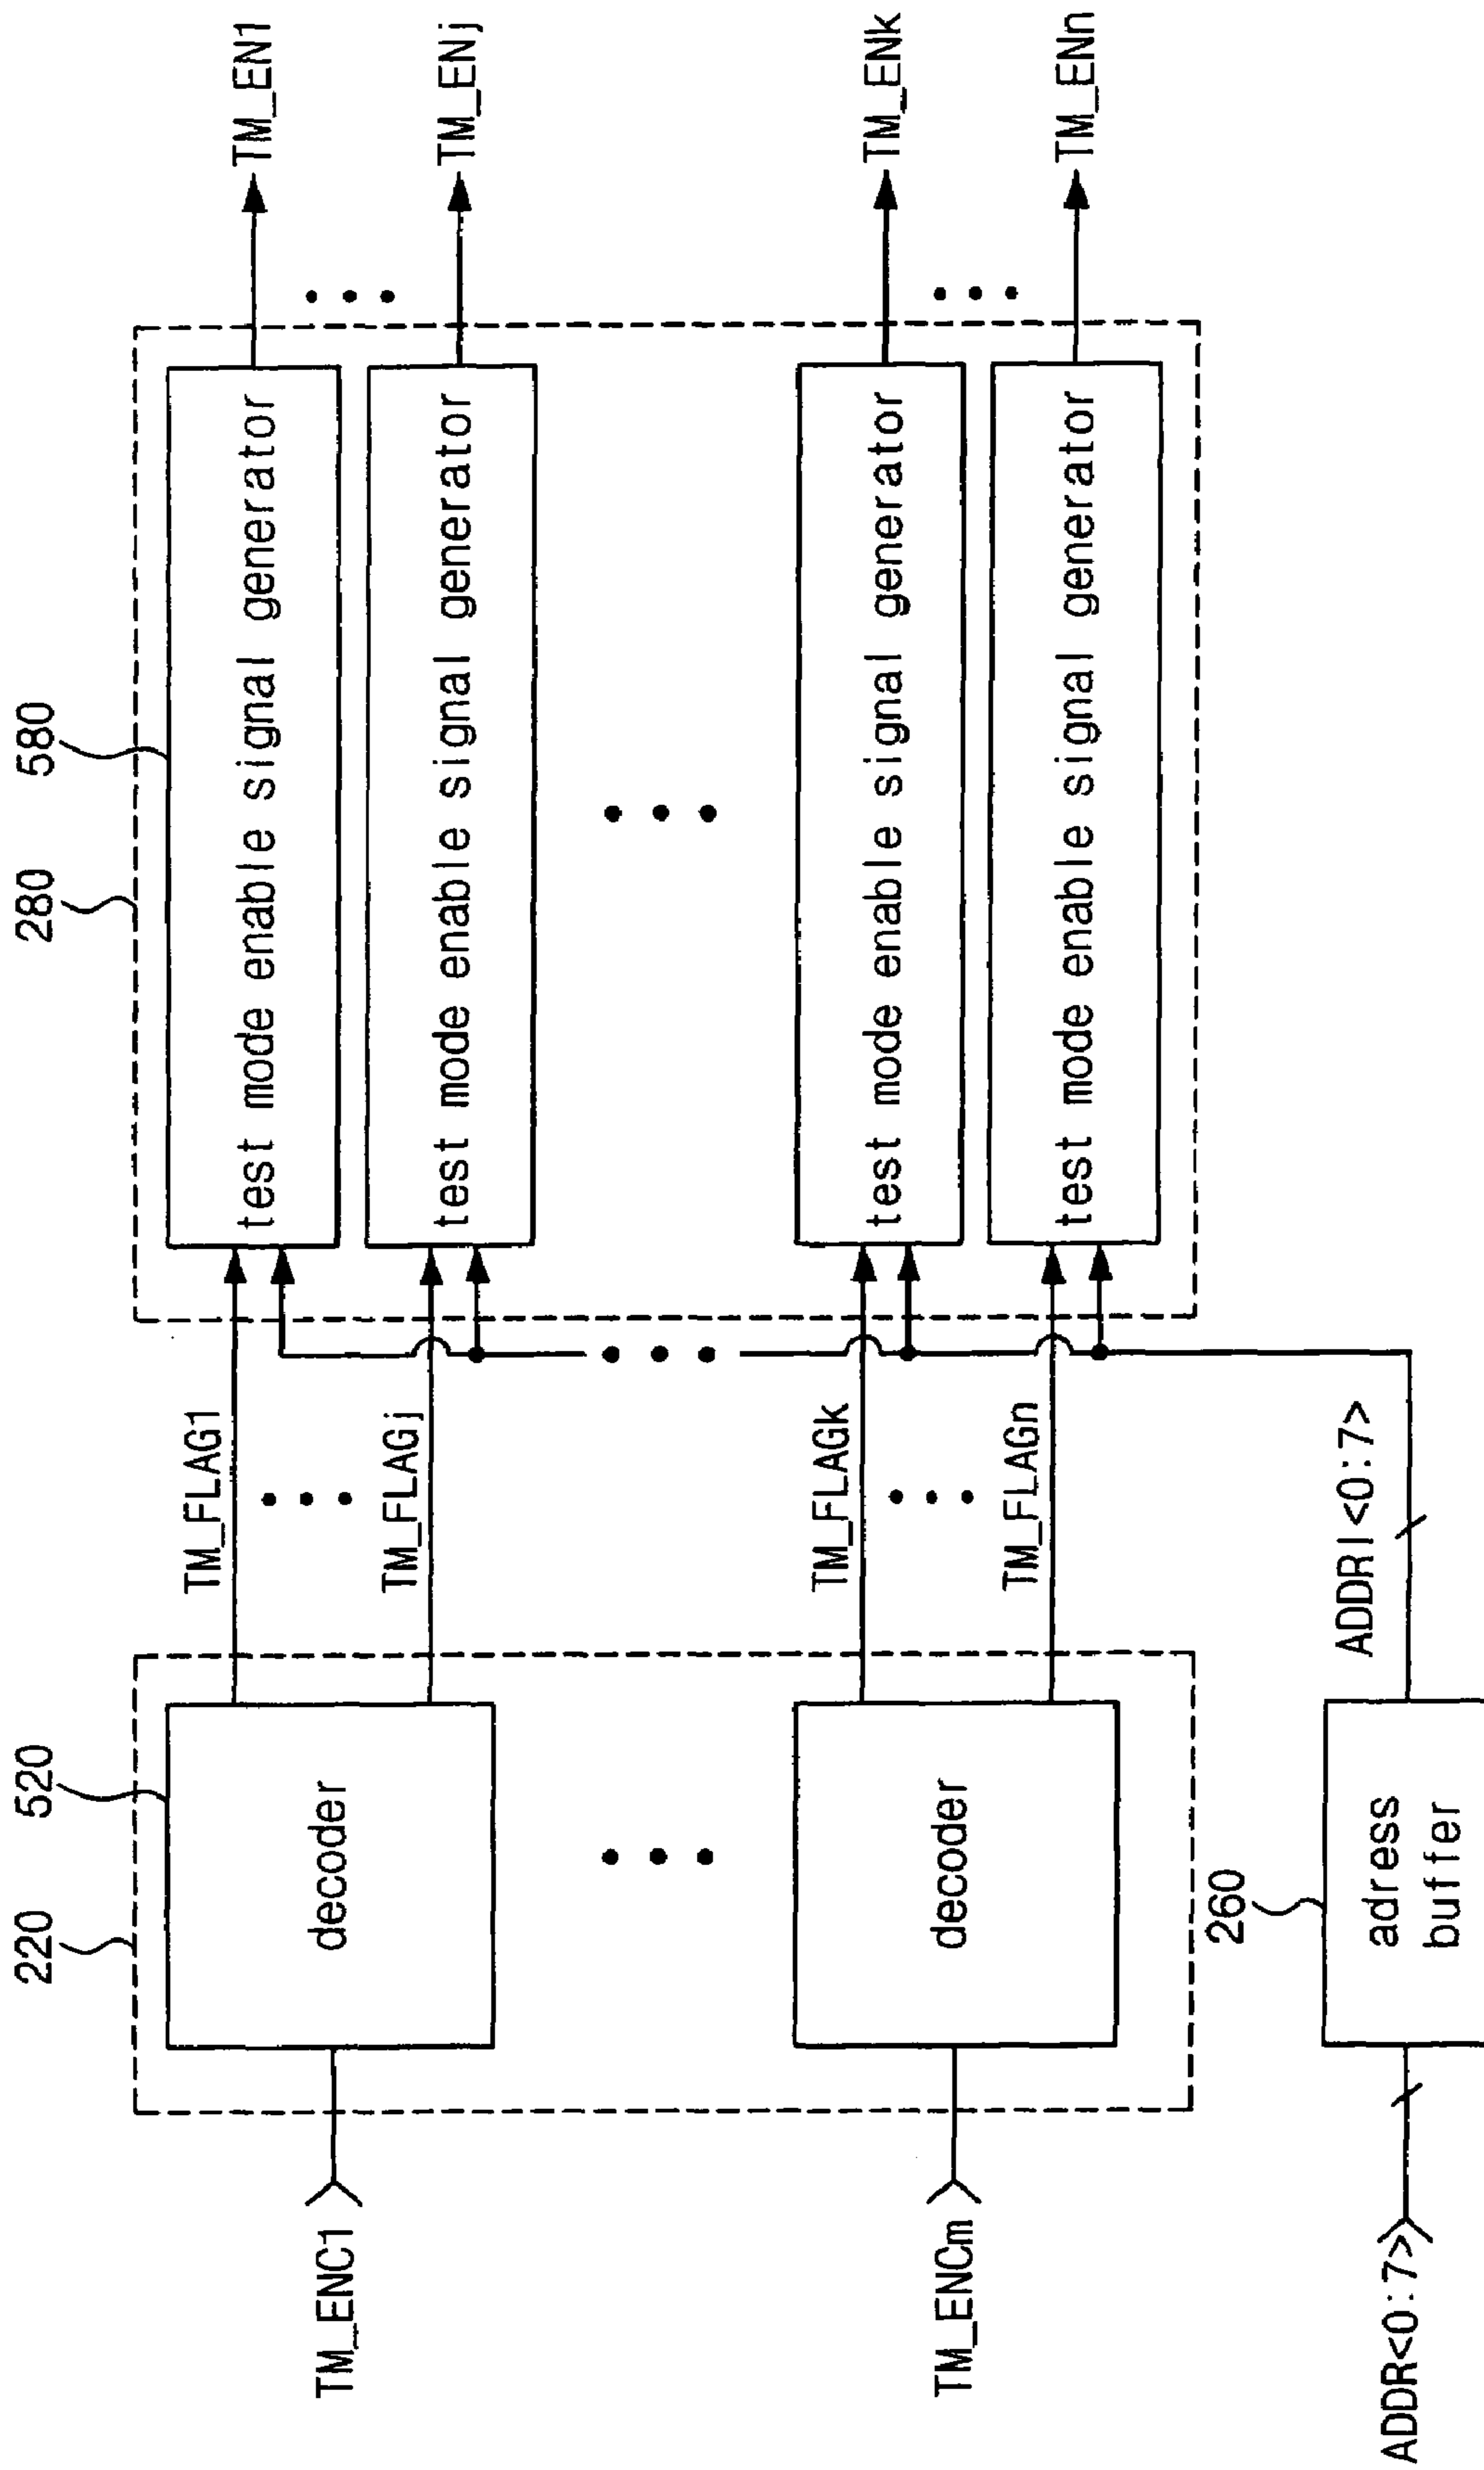 280
580
test mode enable signal generator
TM_EN1
test mode enable signal generator
TM_ENj
test mode enable signal generator
TM_ENk
test mode enable signal generator
TM_ENn
TM_FLAG1
TM_FLAGj
TM_FLAGk
TM_FLAGn
220
520
TM_ENC1
decoder
TM_ENCm
decoder
260
ADDR<0:7>
adress
buffer
ADDRI<0:7>